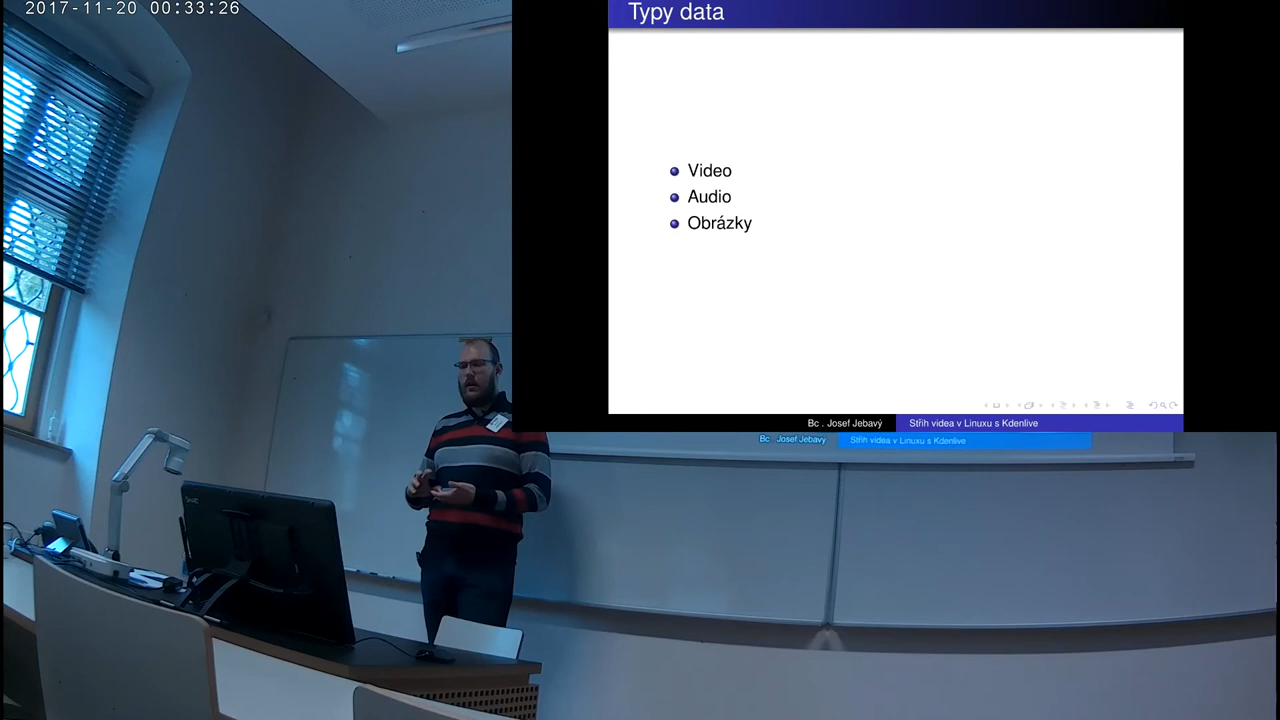 2017-11-20 00:33:26
Typy data
Video
Audio
Obrázky
Bc . Josef Jebavý
Střih videa v Linuxu s Kdenlive
Bc Josef Jebavý
Střih videa v Linuxu s Kdenlive